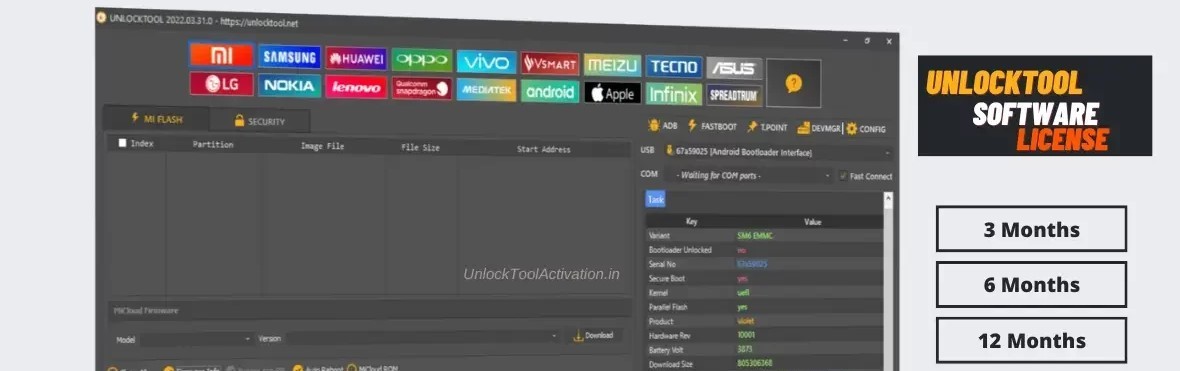 UNLOCKTOOL 2022.03.31.0 - https://unlocktool.net
mi SAMSUNG HUAWEI oppo vivo VSMART MEIZU TECNO ASUS
LG NOKIA lenovo Qualcomm snapdragon MEDIATEK android Apple Infinix SPREADTRUM
MI FLASH SECURITY
ADB FASTBOOT T.POINT DEVMGR CONFIG
Index Partition Image File File Size Start Address
USB 67a59025 [Android Bootloader Interface]
COM - Waiting for COM ports - Fast Connect
Task
Key Value
Variant SM6 EMMC
Bootloader Unlocked no
Serial No 67a59025
Secure Boot yes
Kernel uefi
Parallel Flash yes
Product violet
Hardware Rev 10001
Battery Volt 3873
Download Size 805306368
UnlockToolActivation.in
MiCloud Firmware
Model Version Download
Auto Reboot MiCloud ROM
UNLOCKTOOL
SOFTWARE
LICENSE
3 Months
6 Months
12 Months